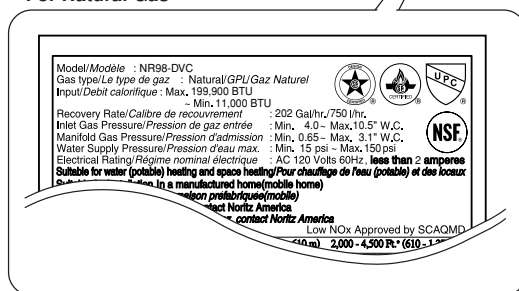 For Natural Gas
Model/Modèle : NR98-DVC
Gas type/Le type de gaz : Natural/GPL/Gaz Naturel
Input/Debit calorifique : Max. 199,900 BTU
~ Min. 11,000 BTU
Recovery Rate/Calibre de recouvrement : 202 Gal/hr./750 l/hr.
Inlet Gas Pressure/Pression de gaz entrée : Min. 4.0~ Max.10.5" W.C.
Manifold Gas Pressure/Pression d'admission : Min. 0.65~ Max. 3.1" W.C.
Water Supply Pressure/Pression d'eau max. : Min. 15 psi ~ Max.150psi
Electrical Rating/Régime nominal électrique : AC 120 Volts 60Hz, less than 2 amperes
Suitable for water (potable) heating and space heating/Pour chauffage de l'eau (potable) et des locaux
in a manufactured home(mobile home)
préfabriquée(mobile)
Noritz America
contact Noritz America
Low NOx Approved by SCAQMD
2,000 - 4,500 Ft.* (610 -
CERTIFIED
UPC
NSF